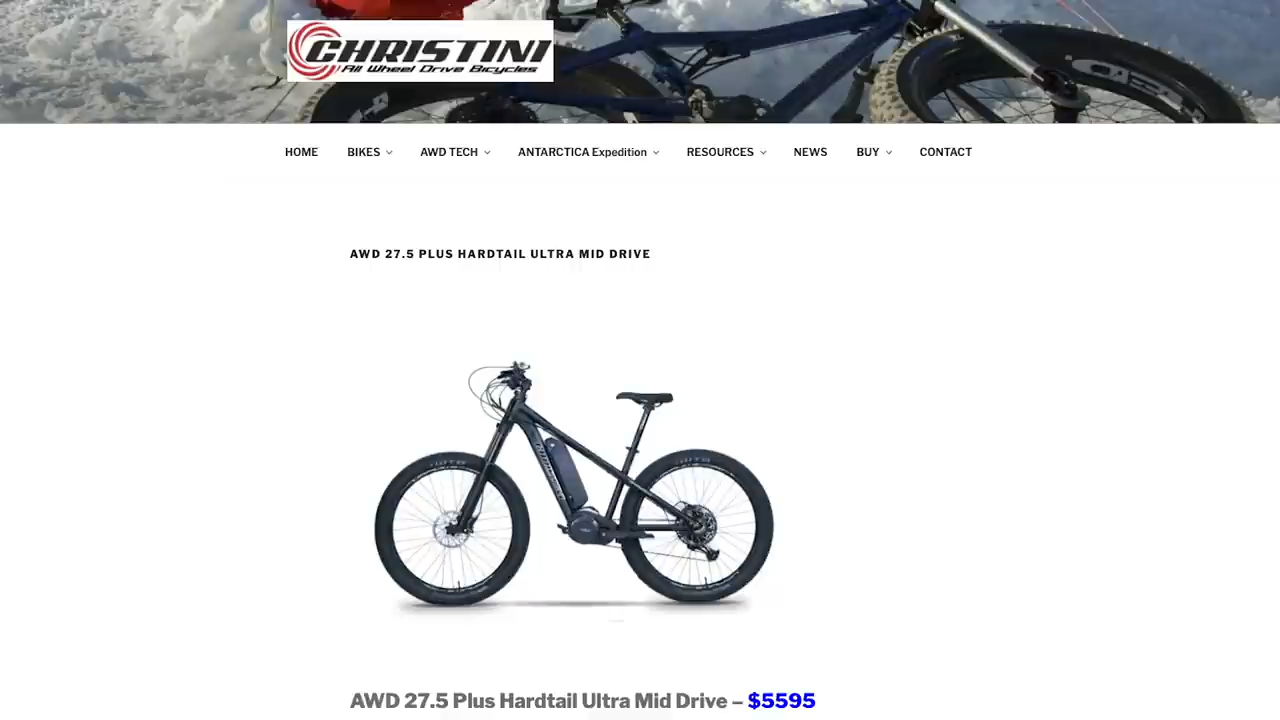 CHRISTINI
All Wheel Drive Bicycles
HOME BIKES AWD TECH ANTARCTICA Expedition RESOURCES NEWS BUY CONTACT
AWD 27.5 PLUS HARDTAIL ULTRA MID DRIVE
AWD 27.5 Plus Hardtail Ultra Mid Drive – $5595